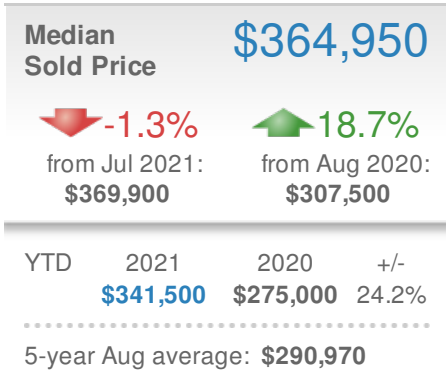 Median $364,950
Sold Price
-1.3% 18.7%
from Jul 2021: from Aug 2020:
$369,900 $307,500
YTD 2021 2020 +/-
$341,500 $275,000 24.2%
5-year Aug average: $290,970